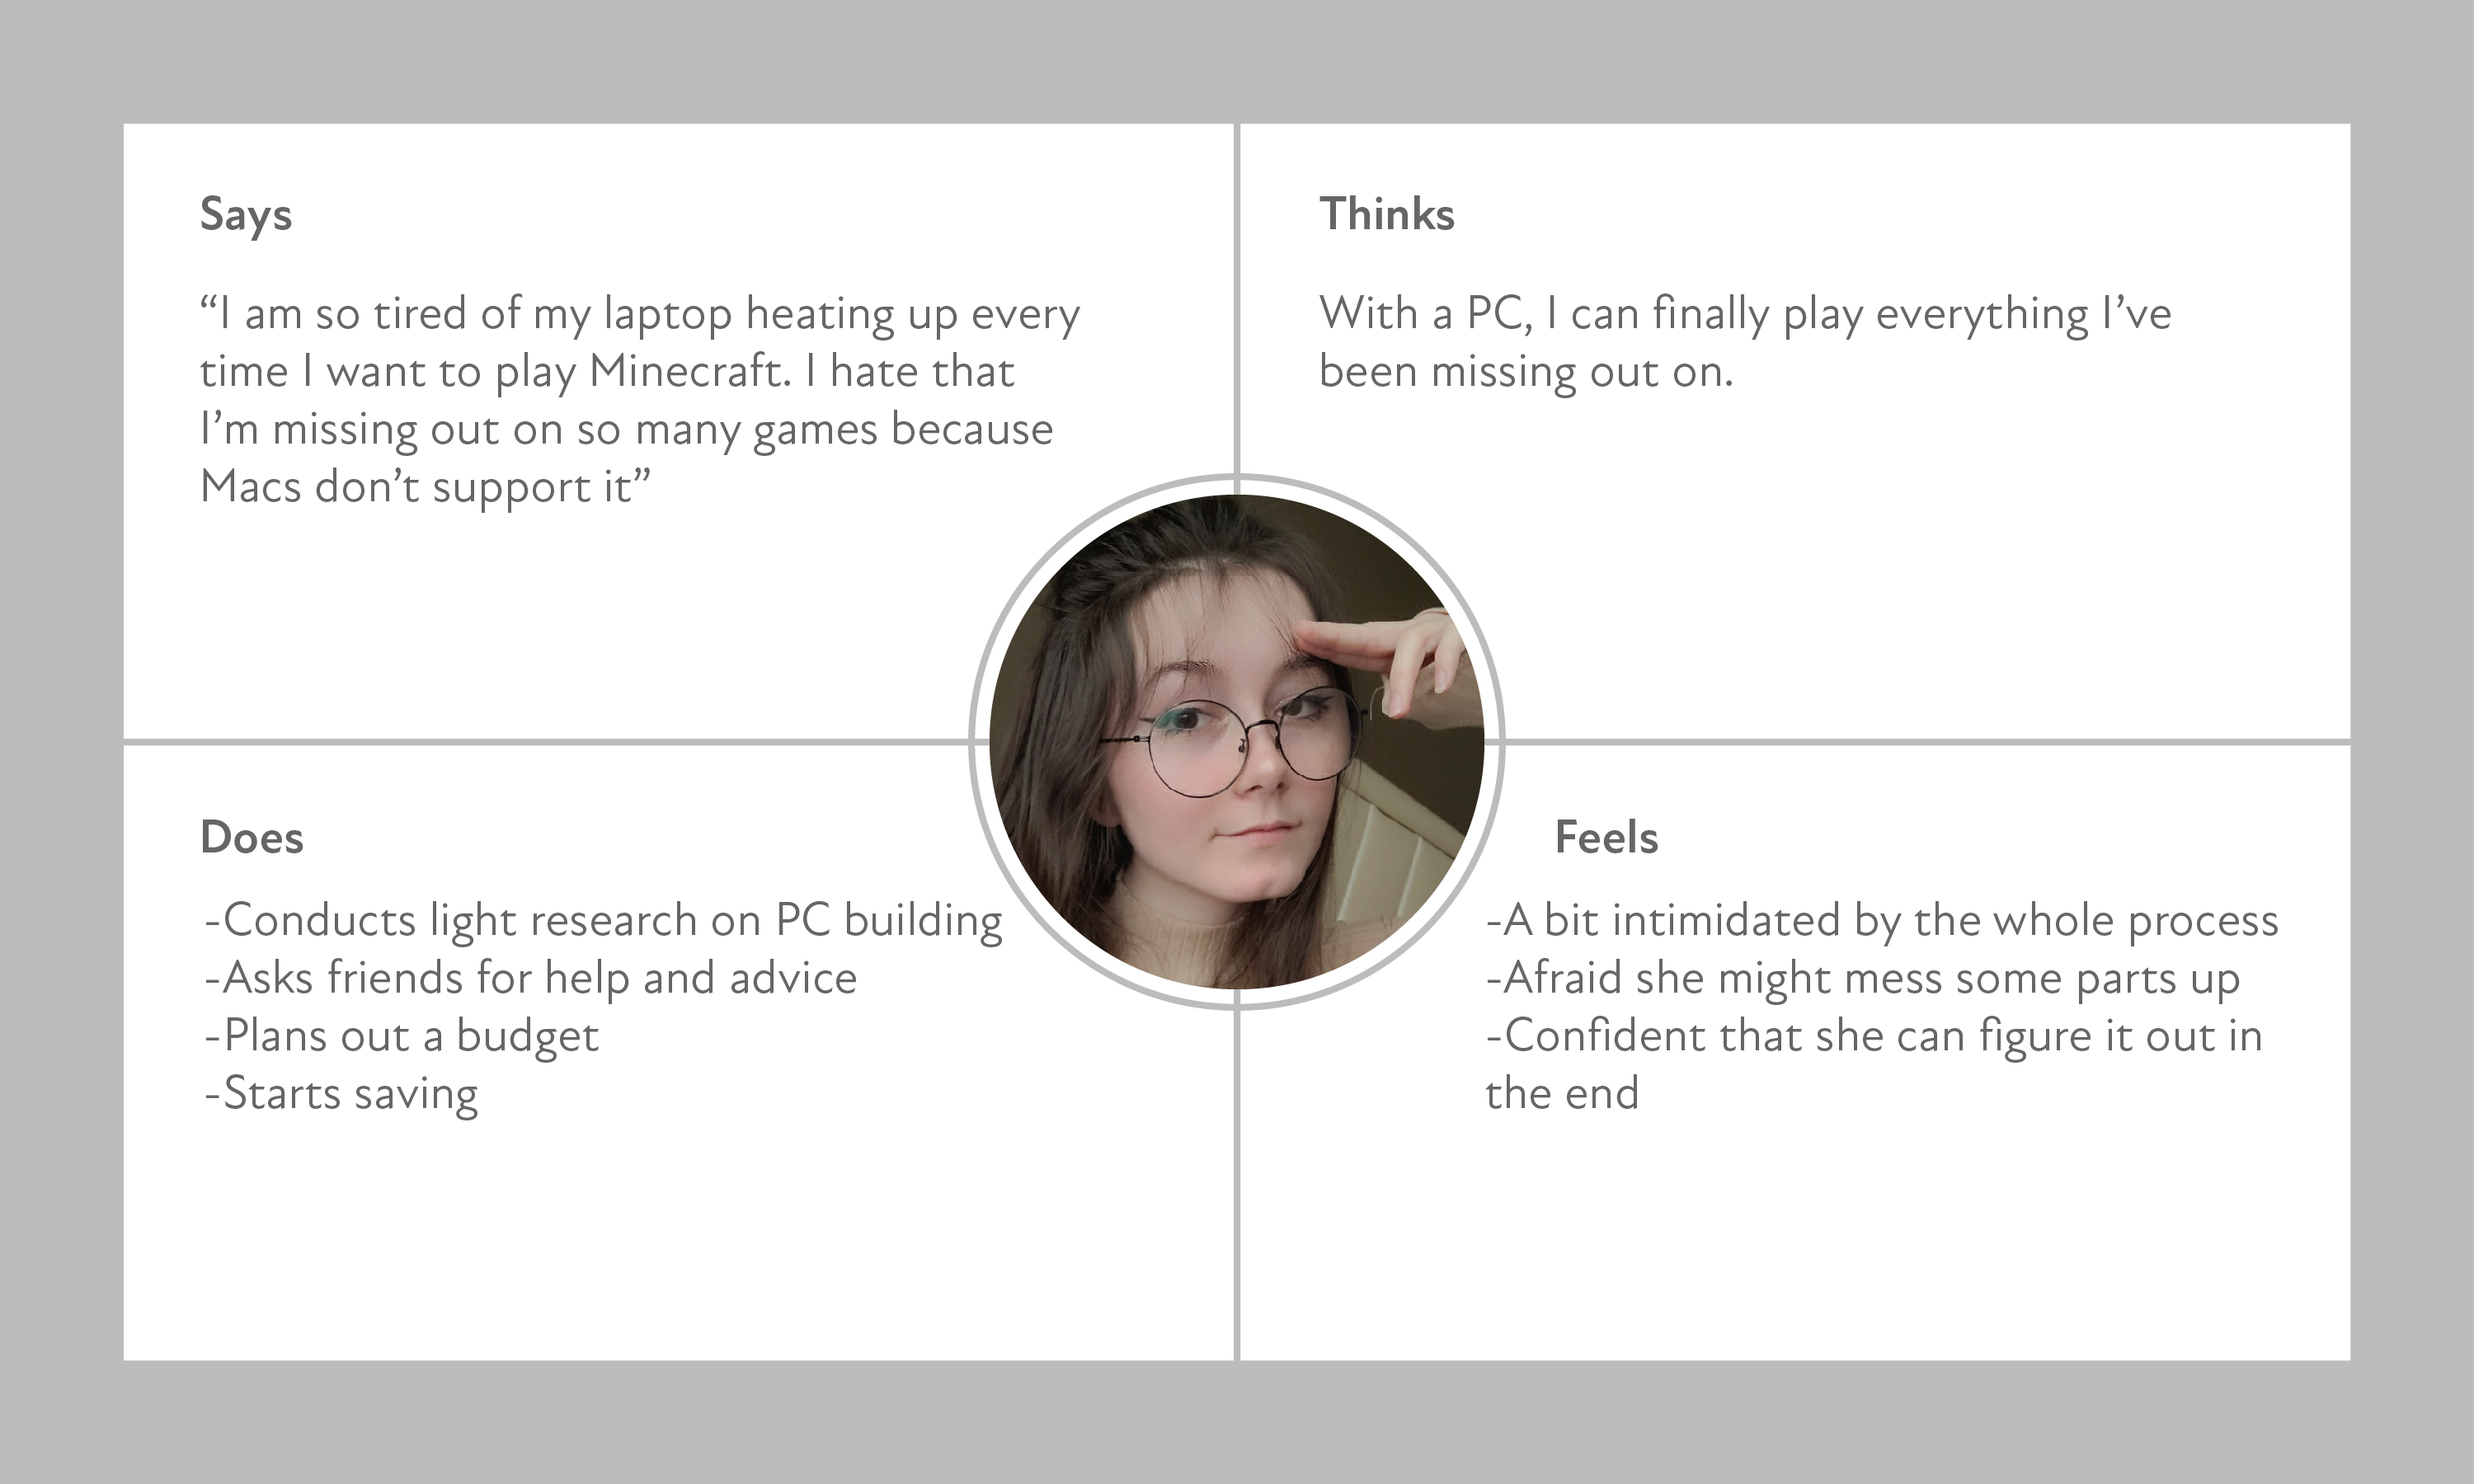 Says
“I am so tired of my laptop heating up every
time I want to play Minecraft. I hate that
I’m missing out on so many games because
Macs don’t support it”
Thinks
With a PC, I can finally play everything I’ve
been missing out on.
Does
-Conducts light research on PC building
-Asks friends for help and advice
-Plans out a budget
-Starts saving
Feels
-A bit intimidated by the whole process
-Afraid she might mess some parts up
-Confident that she can figure it out in
the end